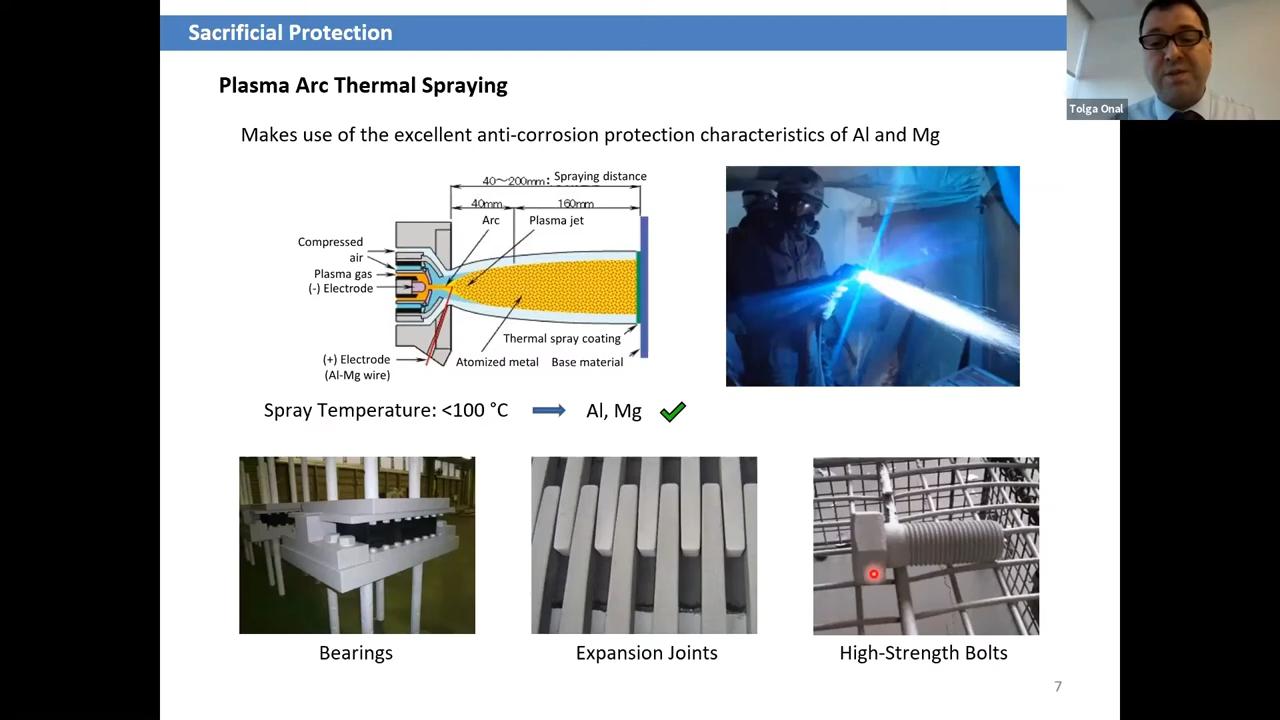 Sacrificial Protection
Tolga Onal
Plasma Arc Thermal Spraying
Makes use of the excellent anti-corrosion protection characteristics of Al and Mg
40～200mm: Spraying distance
40mm
160mm
Arc
Plasma jet
Compressed
air
Plasma gas
(-) Electrode
Thermal spray coating
(+) Electrode
(Al-Mg wire)
Atomized metal
Base material
Spray Temperature: <100 °C
Al, Mg
Bearings
Expansion Joints
High-Strength Bolts
7